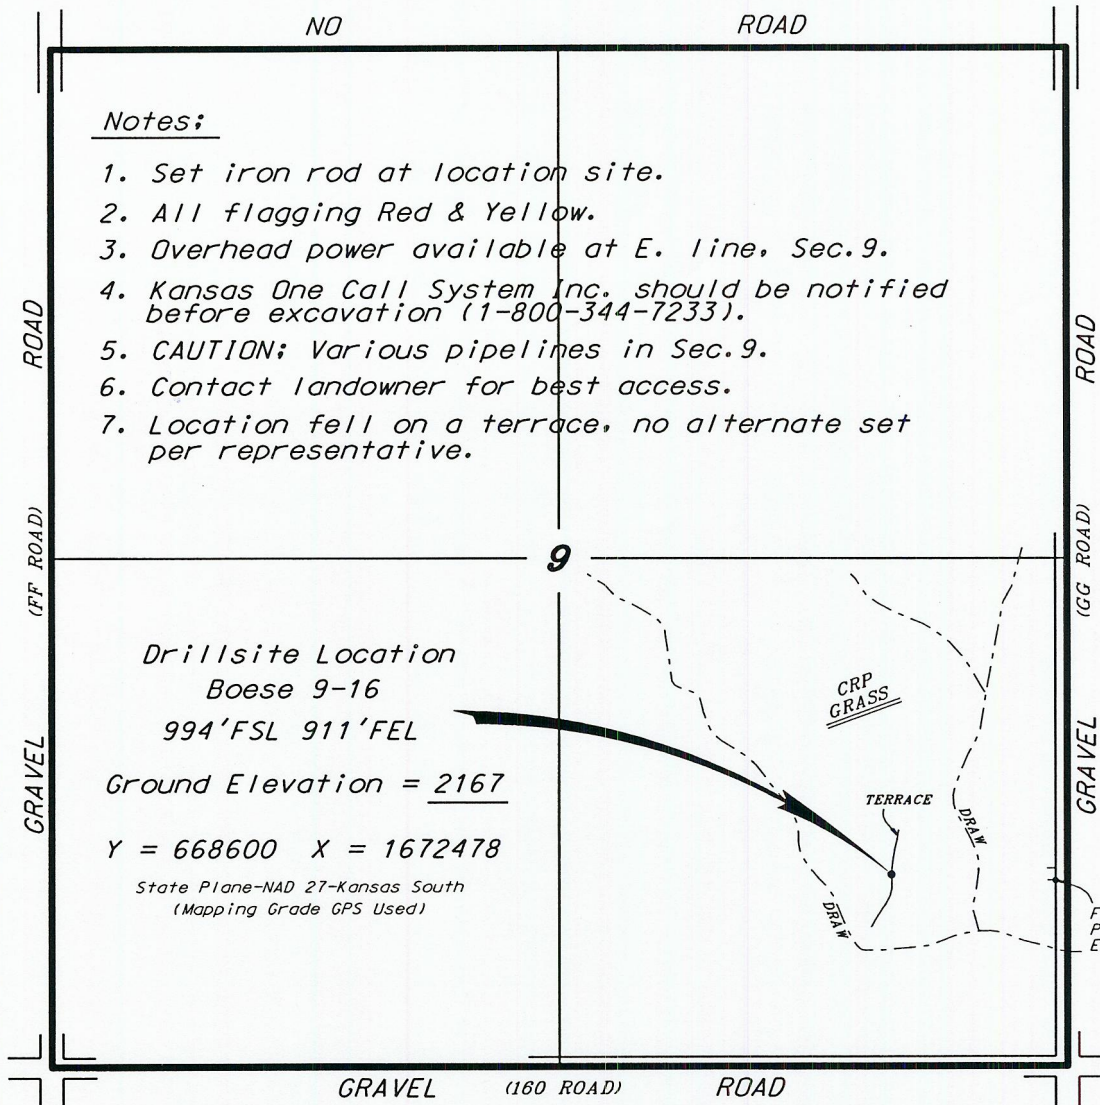 NO ROAD
Notes:
1. Set iron rod at location site.
2. All flagging Red & Yellow.
3. Overhead power available at E. line, Sec.9.
4. Kansas One Call System Inc. should be notified
before excavation (1-800-344-7233).
5. CAUTION: Various pipelines in Sec.9.
6. Contact landowner for best access.
7. Location fell on a terrace, no alternate set
per representative.
GRAVEL (FF ROAD) ROAD
GRAVEL (GG ROAD) ROAD
9
Drillsite Location
Boese 9-16
994'FSL 911'FEL
Ground Elevation = 2167
Y = 668600 X = 1672478
State Plane-NAD 27-Kansas South
(Mapping Grade GPS Used)
CRP
GRASS
TERRACE
DRAW
DRAW
F
P
E
GRAVEL (160 ROAD) ROAD